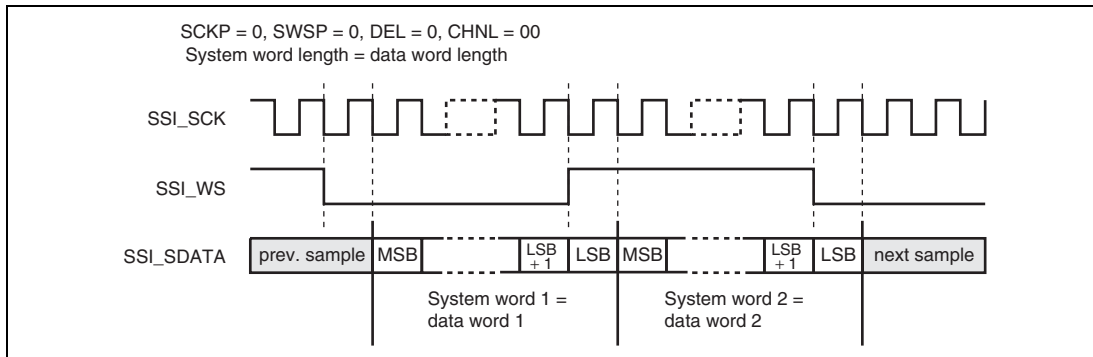 SCKP = 0, SWSP = 0, DEL = 0, CHNL = 00
System word length = data word length
SSI_SCK
SSI_WS
SSI_SDATA
prev. sample
MSB
LSB
+ 1
LSB
MSB
LSB
+ 1
LSB
next sample
System word 1 =
data word 1
System word 2 =
data word 2